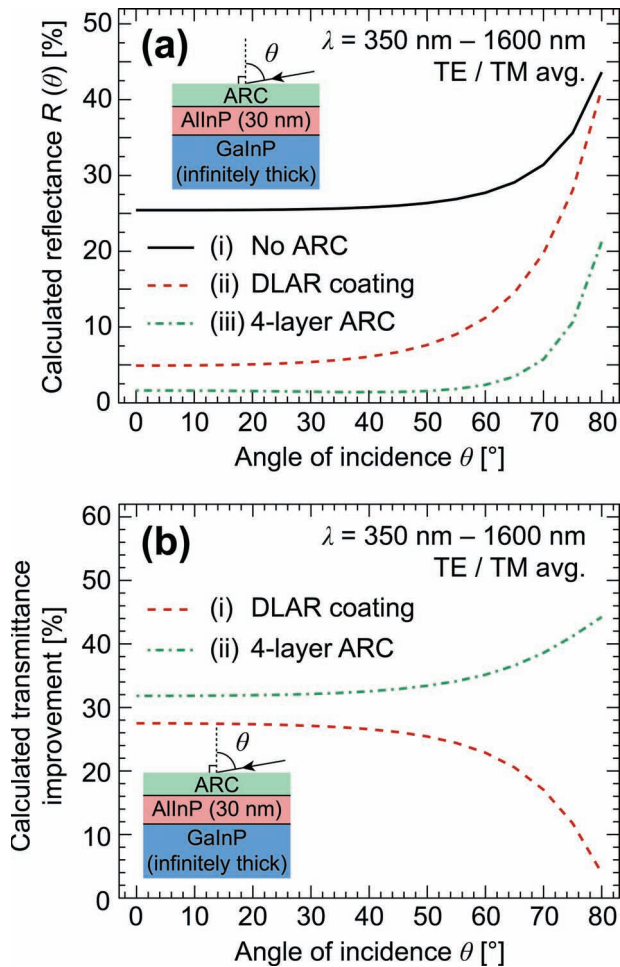 (a)
λ = 350 nm – 1600 nm
TE / TM avg.
θ
ARC
AlInP (30 nm)
GaInP
(infinitely thick)
(i) No ARC
(ii) DLAR coating
(iii) 4-layer ARC
Calculated reflectance R (θ) [%]
50
40
30
20
10
0
0 10 20 30 40 50 60 70 80
Angle of incidence θ [°]
(b)
λ = 350 nm – 1600 nm
TE / TM avg.
(i) DLAR coating
(ii) 4-layer ARC
θ
ARC
AlInP (30 nm)
GaInP
(infinitely thick)
Calculated transmittance
improvement [%]
60
50
40
30
20
10
0
0 10 20 30 40 50 60 70 80
Angle of incidence θ [°]